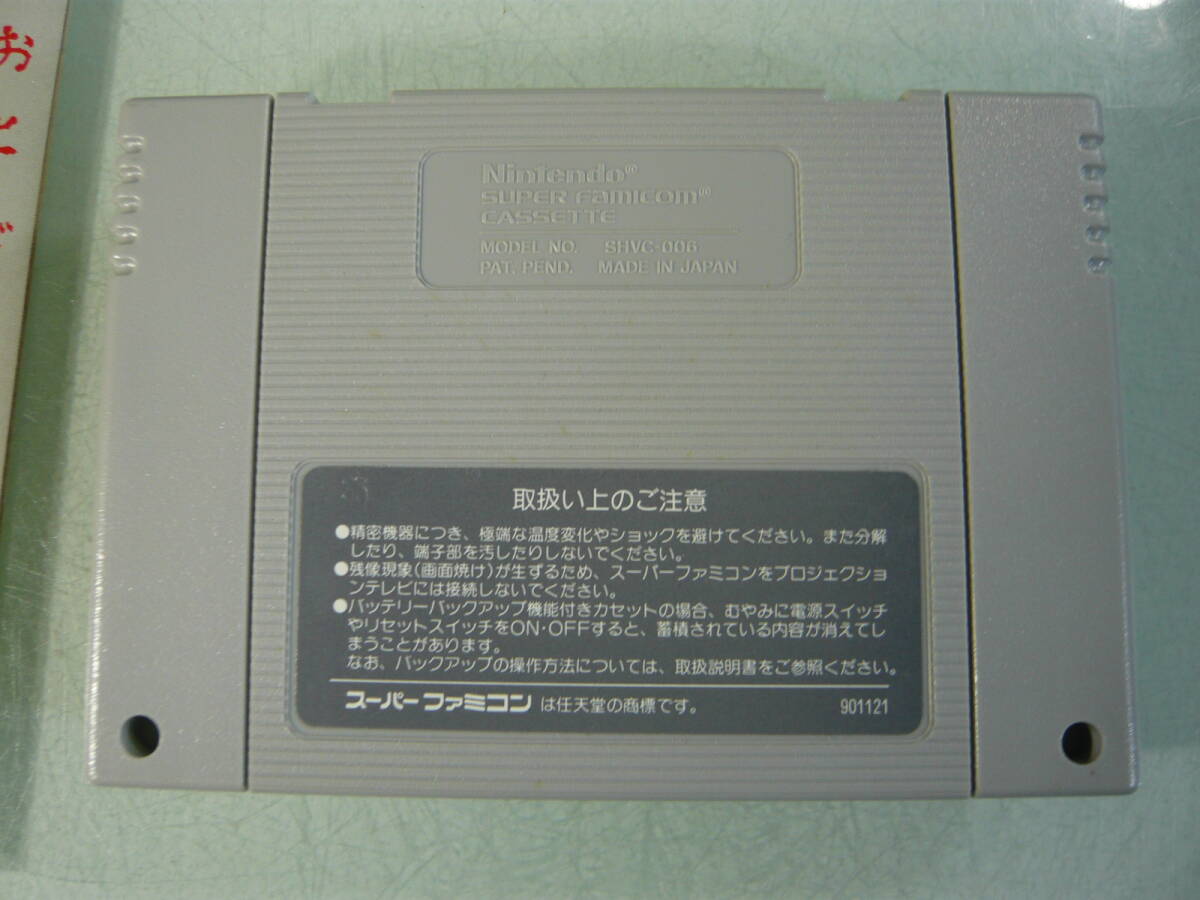 おとぎ
Nintendo®
SUPER FAMICOM®
CASSETTE
MODEL NO. SHVC-006
PAT. PEND. MADE IN JAPAN
取扱い上のご注意
●精密機器につき、極端な温度変化やショックを避けてください。また分解
したり、端子部を汚したりしないでください。
●残像現象(画面焼け)が生ずるため、スーパーファミコンをプロジェクショ
ンテレビには接続しないでください。
●バッテリーバックアップ機能付きカセットの場合、むやみに電源スイッチ
やリセットスイッチをON・OFFすると、蓄積されている内容が消えてし
まうことがあります。
なお、バックアップの操作方法については、取扱説明書をご参照ください。
スーパーファミコン は任天堂の商標です。 901121